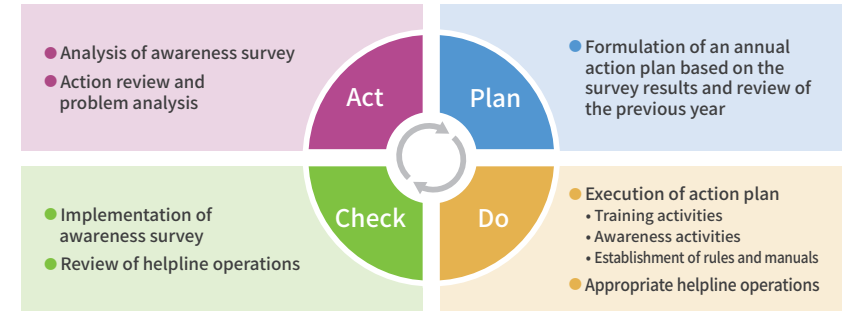 ● Analysis of awareness survey
● Action review and
problem analysis
Act
Plan
● Formulation of an annual
action plan based on the
survey results and review of
the previous year
● Implementation of
awareness survey
● Review of helpline operations
Check
Do
● Execution of action plan
• Training activities
• Awareness activities
• Establishment of rules and manuals
● Appropriate helpline operations